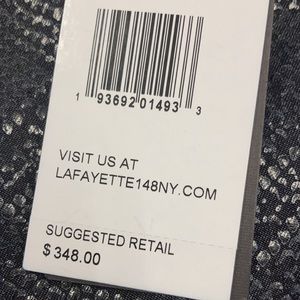 1 93692 01493 3
VISIT US AT
LAFAYETTE148NY.COM
SUGGESTED RETAIL
$348.00